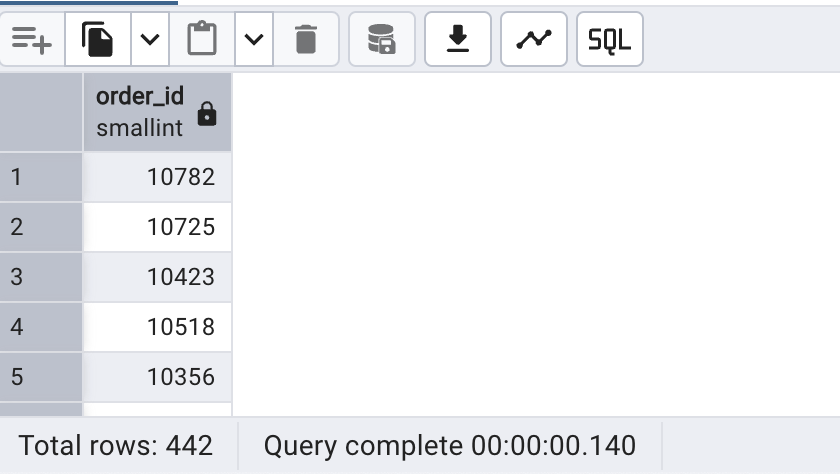 SQL
order_id
smallint
1 10782
2 10725
3 10423
4 10518
5 10356
Total rows: 442 Query complete 00:00:00.140